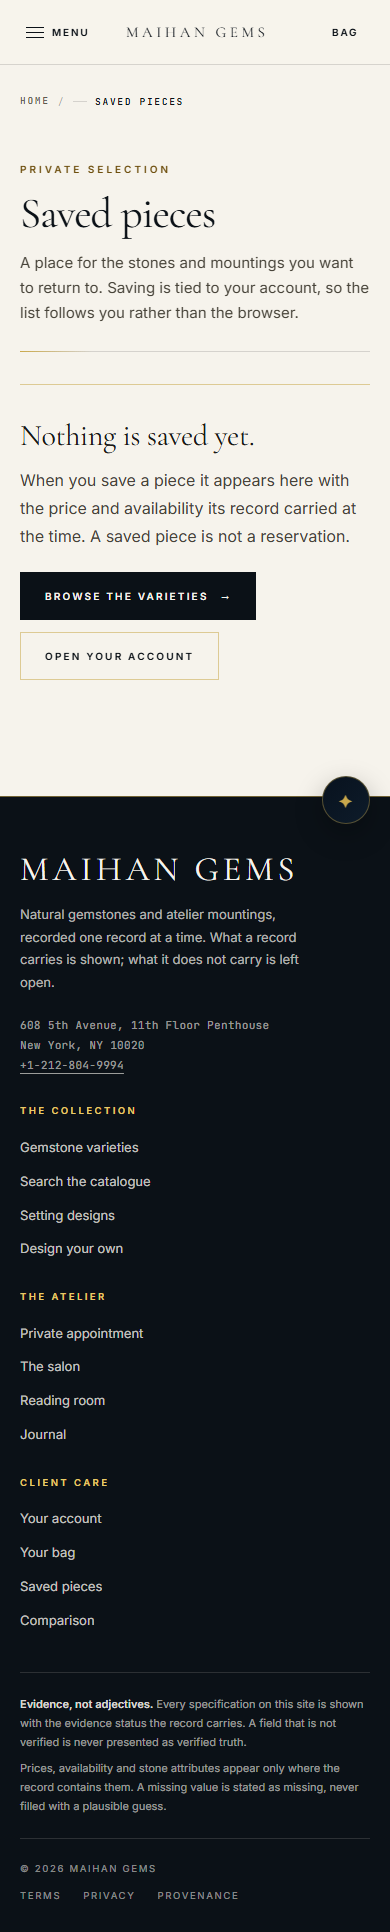 MENU
MAIHAN GEMS
BAG
HOME / — SAVED PIECES
PRIVATE SELECTION
Saved pieces
A place for the stones and mountings you want
to return to. Saving is tied to your account, so the
list follows you rather than the browser.
Nothing is saved yet.
When you save a piece it appears here with
the price and availability its record carried at
the time. A saved piece is not a reservation.
BROWSE THE VARIETIES →
OPEN YOUR ACCOUNT
MAIHAN GEMS
Natural gemstones and atelier mountings,
recorded one record at a time. What a record
carries is shown; what it does not carry is left
open.
608 5th Avenue, 11th Floor Penthouse
New York, NY 10020
+1-212-804-9994
THE COLLECTION
Gemstone varieties
Search the catalogue
Setting designs
Design your own
THE ATELIER
Private appointment
The salon
Reading room
Journal
CLIENT CARE
Your account
Your bag
Saved pieces
Comparison
Evidence, not adjectives. Every specification on this site is shown
with the evidence status the record carries. A field that is not
verified is never presented as verified truth.
Prices, availability and stone attributes appear only where the
record contains them. A missing value is stated as missing, never
filled with a plausible guess.
© 2026 MAIHAN GEMS
TERMS PRIVACY PROVENANCE